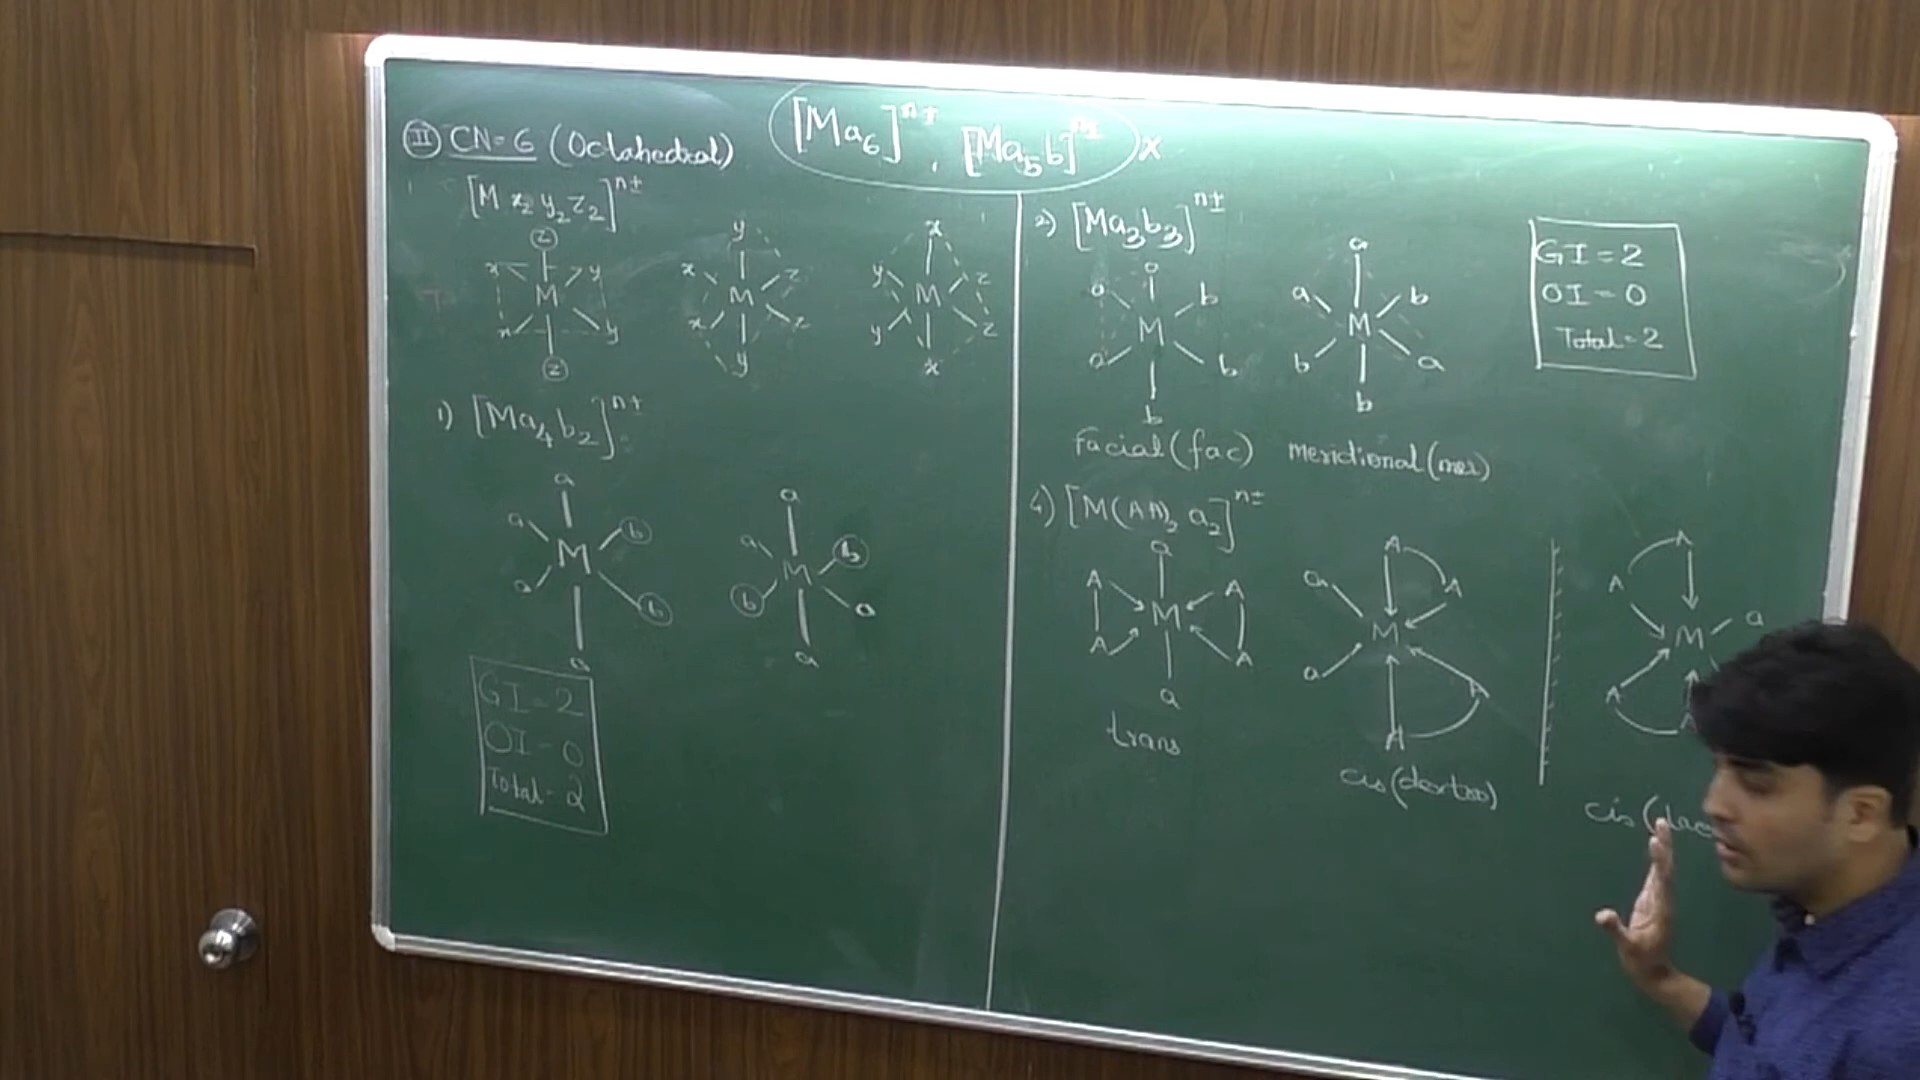 II CN=6 (Octahedral)
[Ma6]^n± , [Ma5b]^n± x
[M x2 y2 z2]^n±
z
x y
M
x y
z
y
x z
M
x z
y
x
y z
M
y z
x
1) [Ma4b2]^n±
a
a b
M
a b
a
a
a b
M
b a
a
GI=2
OI-0
Total-2
2) [Ma3b3]^n±
a
a b
M
a b
b
a
a b
M
b a
b
Facial (fac) meridional (mer)
GI=2
OI=0
Total=2
4) [M(AA)2 a2]^n±
a
A A
M
A A
a
trans
A
a A
M
a A
A
cis (dextro)
A
A
M a
A
A
cis